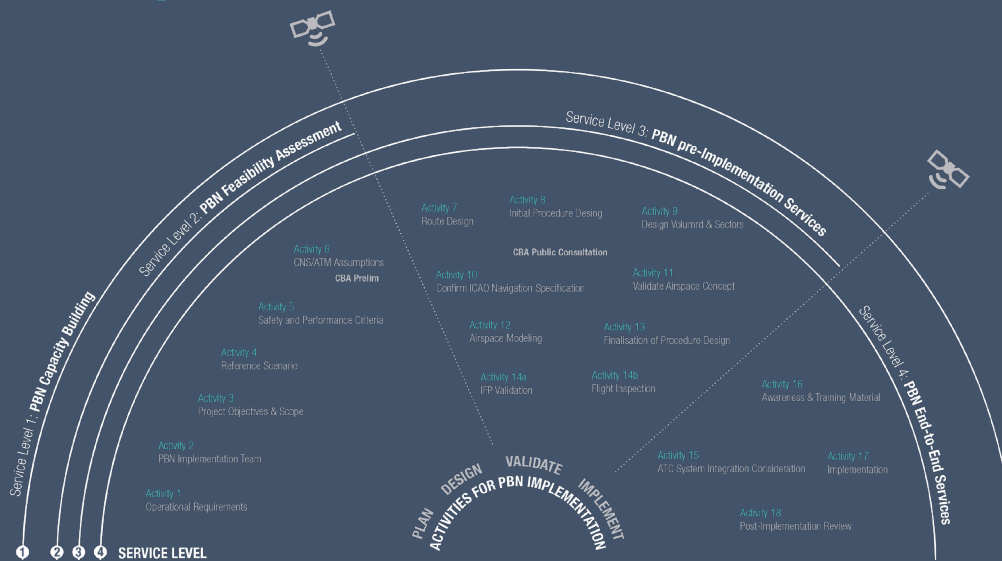 Service Level 1: PBN Capacity Building
Service Level 2: PBN Feasibility Assessment
Service Level 3: PBN pre-Implementation Services
Service Level 4: PBN End-to-End Services
Activity 1
Operational Requirements
Activity 2
PBN Implementation Team
Activity 3
Project Objectives & Scope
Activity 4
Reference Scenario
Activity 5
Safety and Performance Criteria
Activity 6
CNS/ATM Assumptions
CBA Prelim
Activity 7
Route Design
Activity 8
Initial Procedure Desing
Activity 9
Design Volumrd & Sectors
CBA Public Consultation
Activity 10
Confirm ICAO Navigation Specification
Activity 11
Validate Airspace Concept
Activity 12
Airspace Modeling
Activity 13
Finalisation of Procedure Design
Activity 14a
IFP Validation
Activity 14b
Flight Inspection
Activity 15
ATC System Integration Consideration
Activity 16
Awareness & Training Material
Activity 17
Implementation
Activity 18
Post-Implementation Review
PLAN DESIGN VALIDATE IMPLEMENT
ACTIVITIES FOR PBN IMPLEMENTATION
1 2 3 4 SERVICE LEVEL